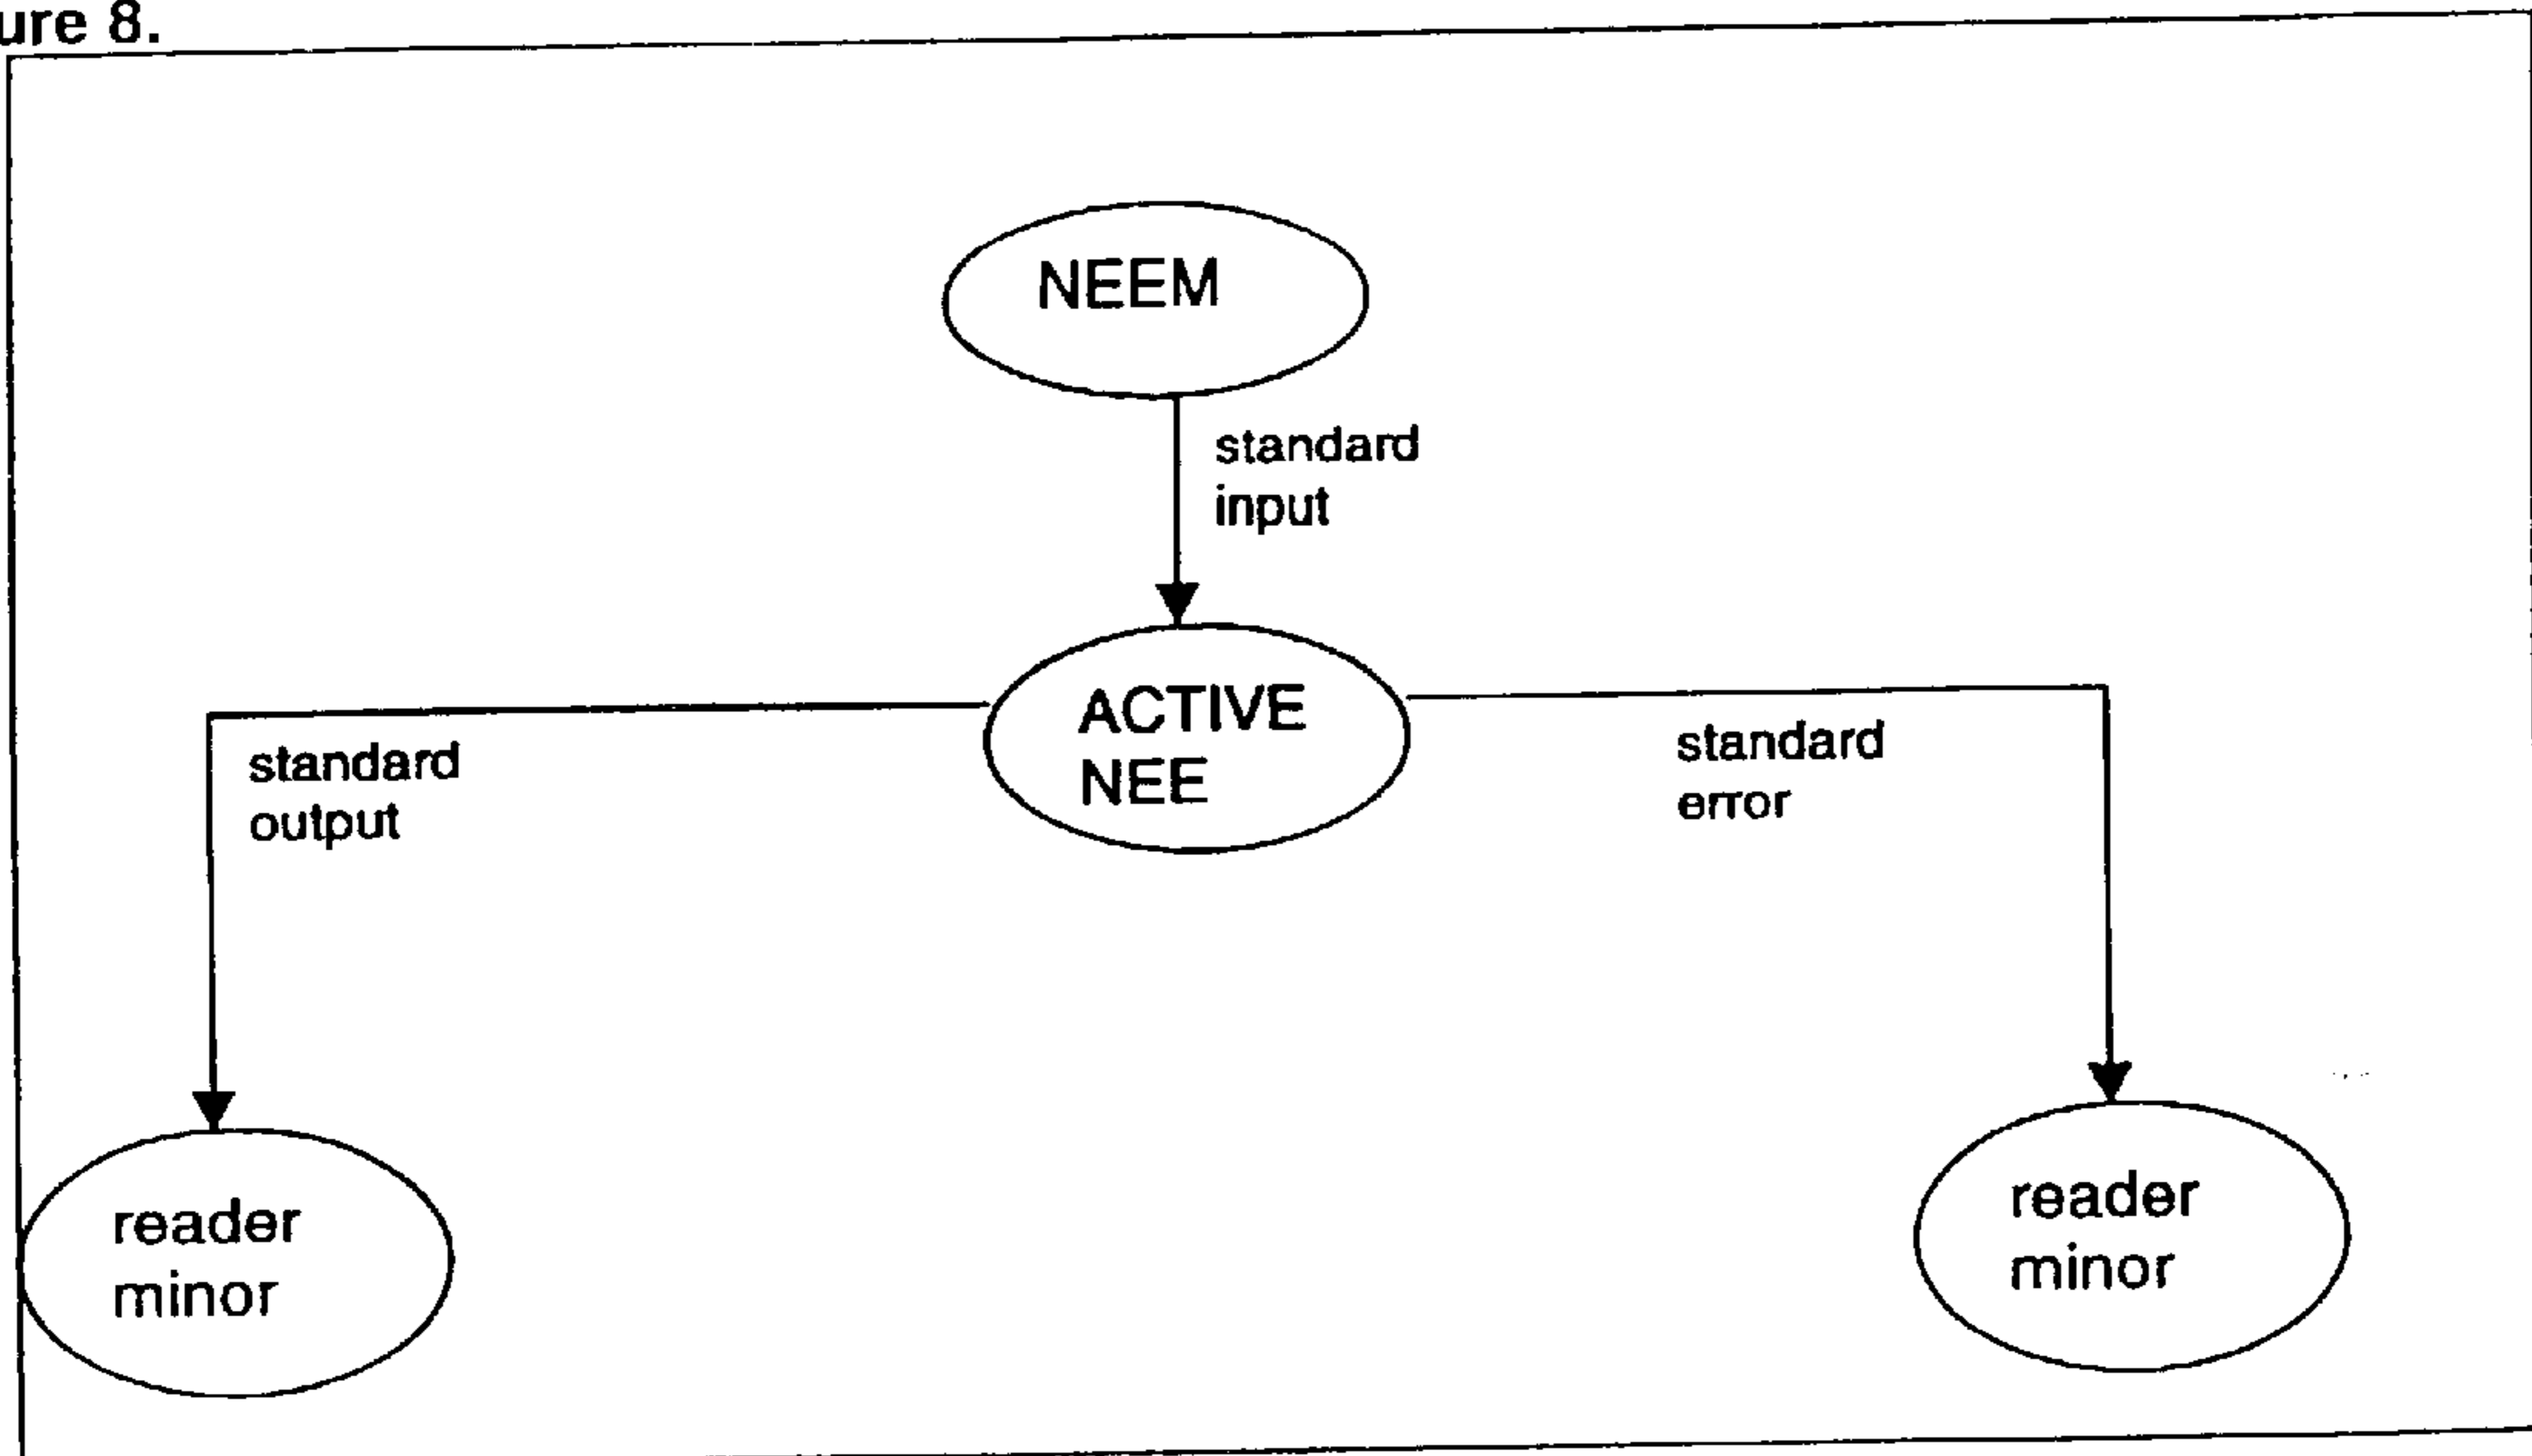 ure 8.
NEEM
standard
input
ACTIVE
NEE
standard
output
standard
error
reader
minor
reader
minor